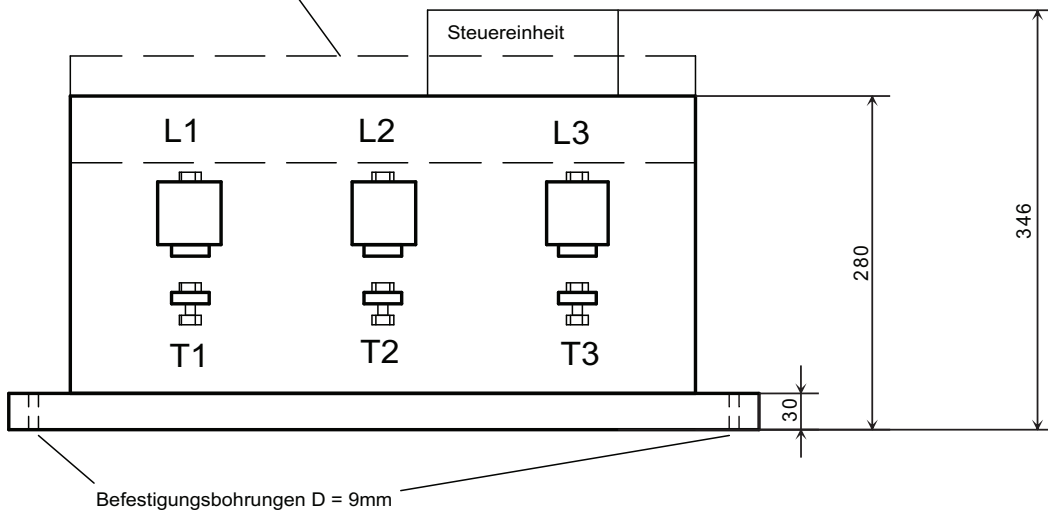 Steuereinheit
L1 L2 L3
346
280
T1 T2 T3
30
Befestigungsbohrungen D = 9mm